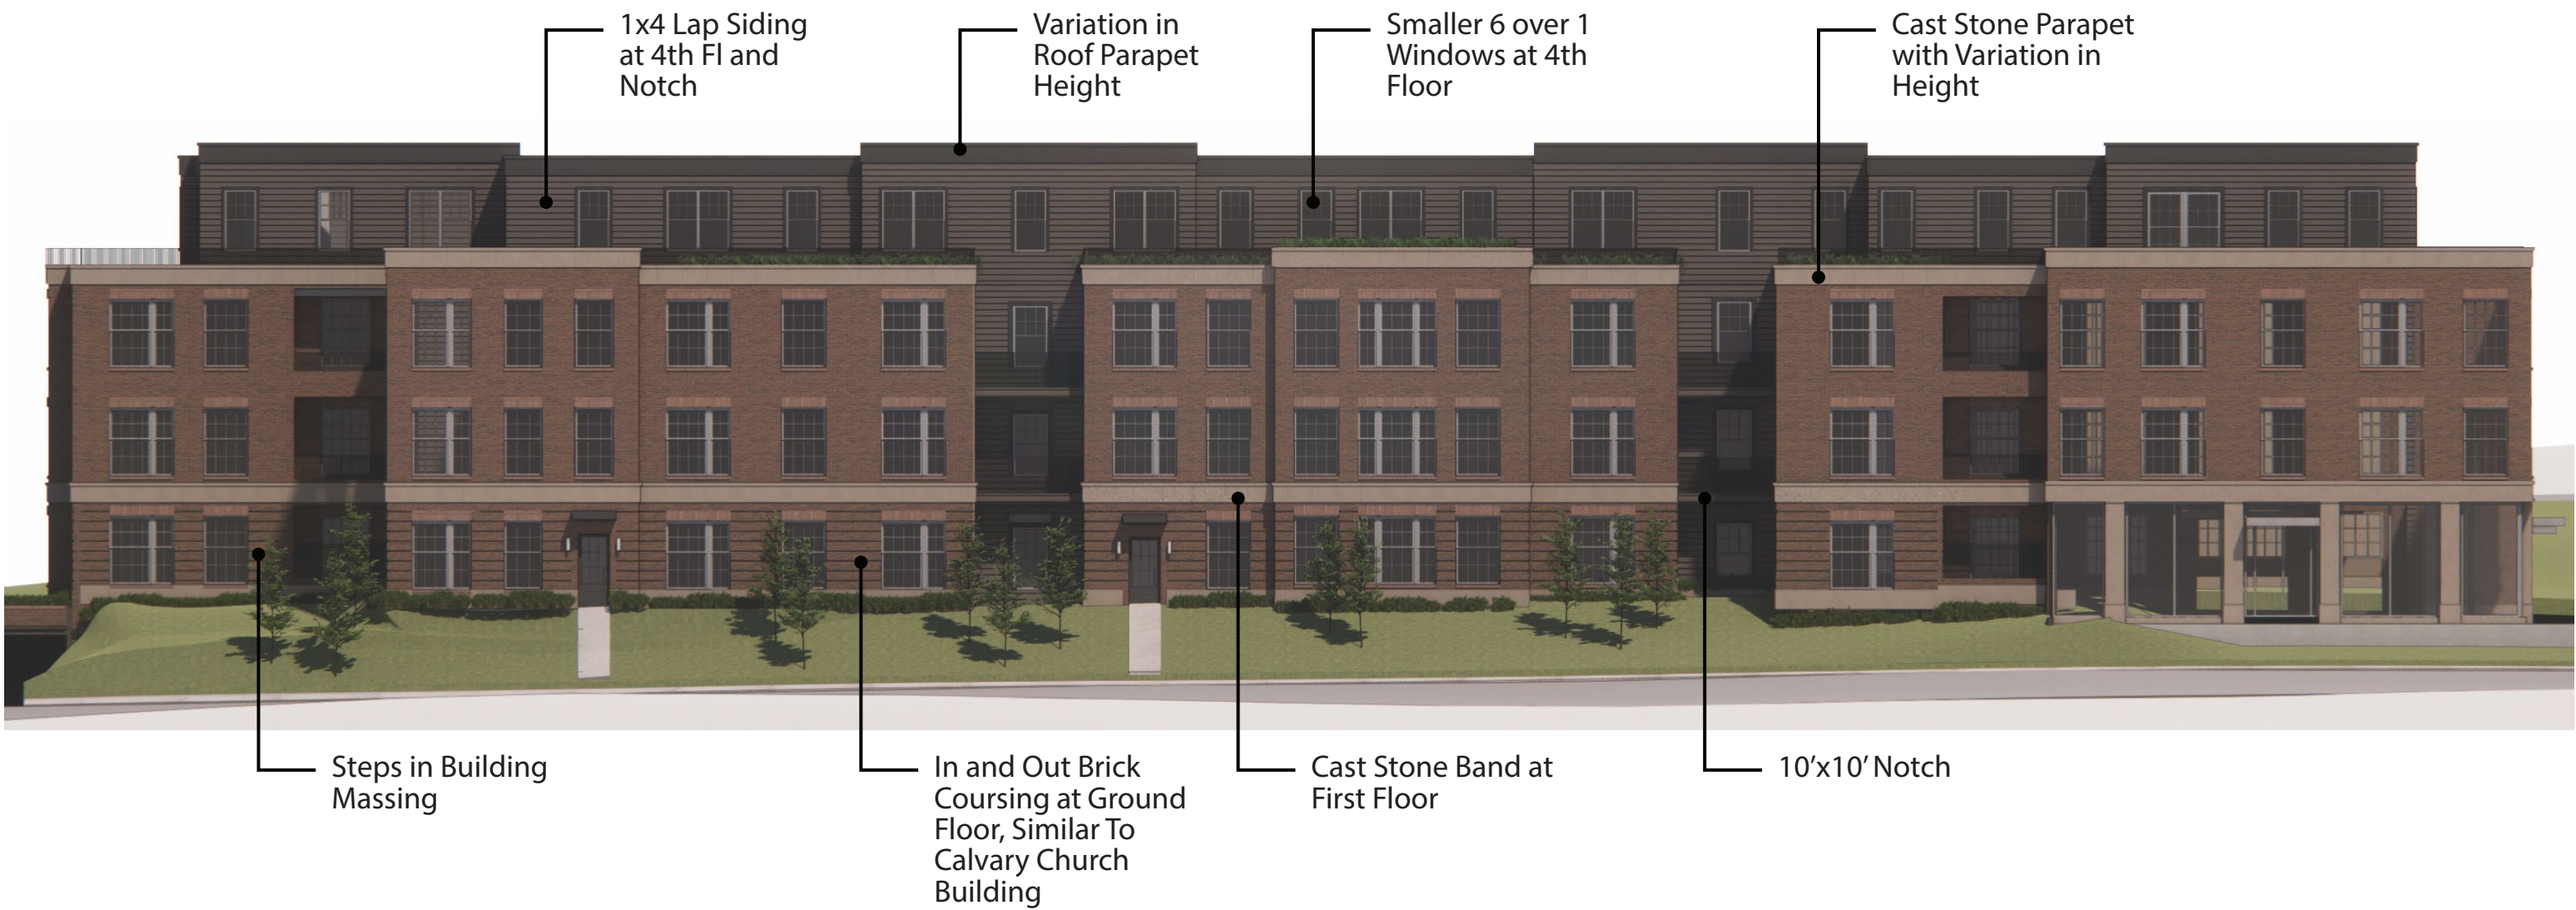 1x4 Lap Siding
at 4th Fl and
Notch
Variation in
Roof Parapet
Height
Smaller 6 over 1
Windows at 4th
Floor
Cast Stone Parapet
with Variation in
Height
Steps in Building
Massing
In and Out Brick
Coursing at Ground
Floor, Similar To
Calvary Church
Building
Cast Stone Band at
First Floor
10’x10’ Notch